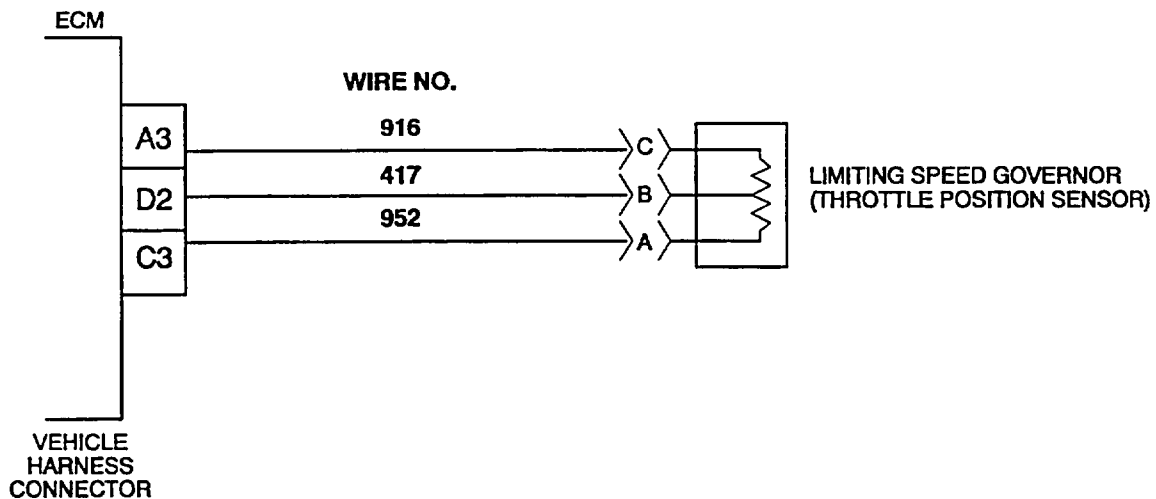 ECM
WIRE NO.
A3
916
C
D2
417
B
LIMITING SPEED GOVERNOR
(THROTTLE POSITION SENSOR)
C3
952
A
VEHICLE
HARNESS
CONNECTOR